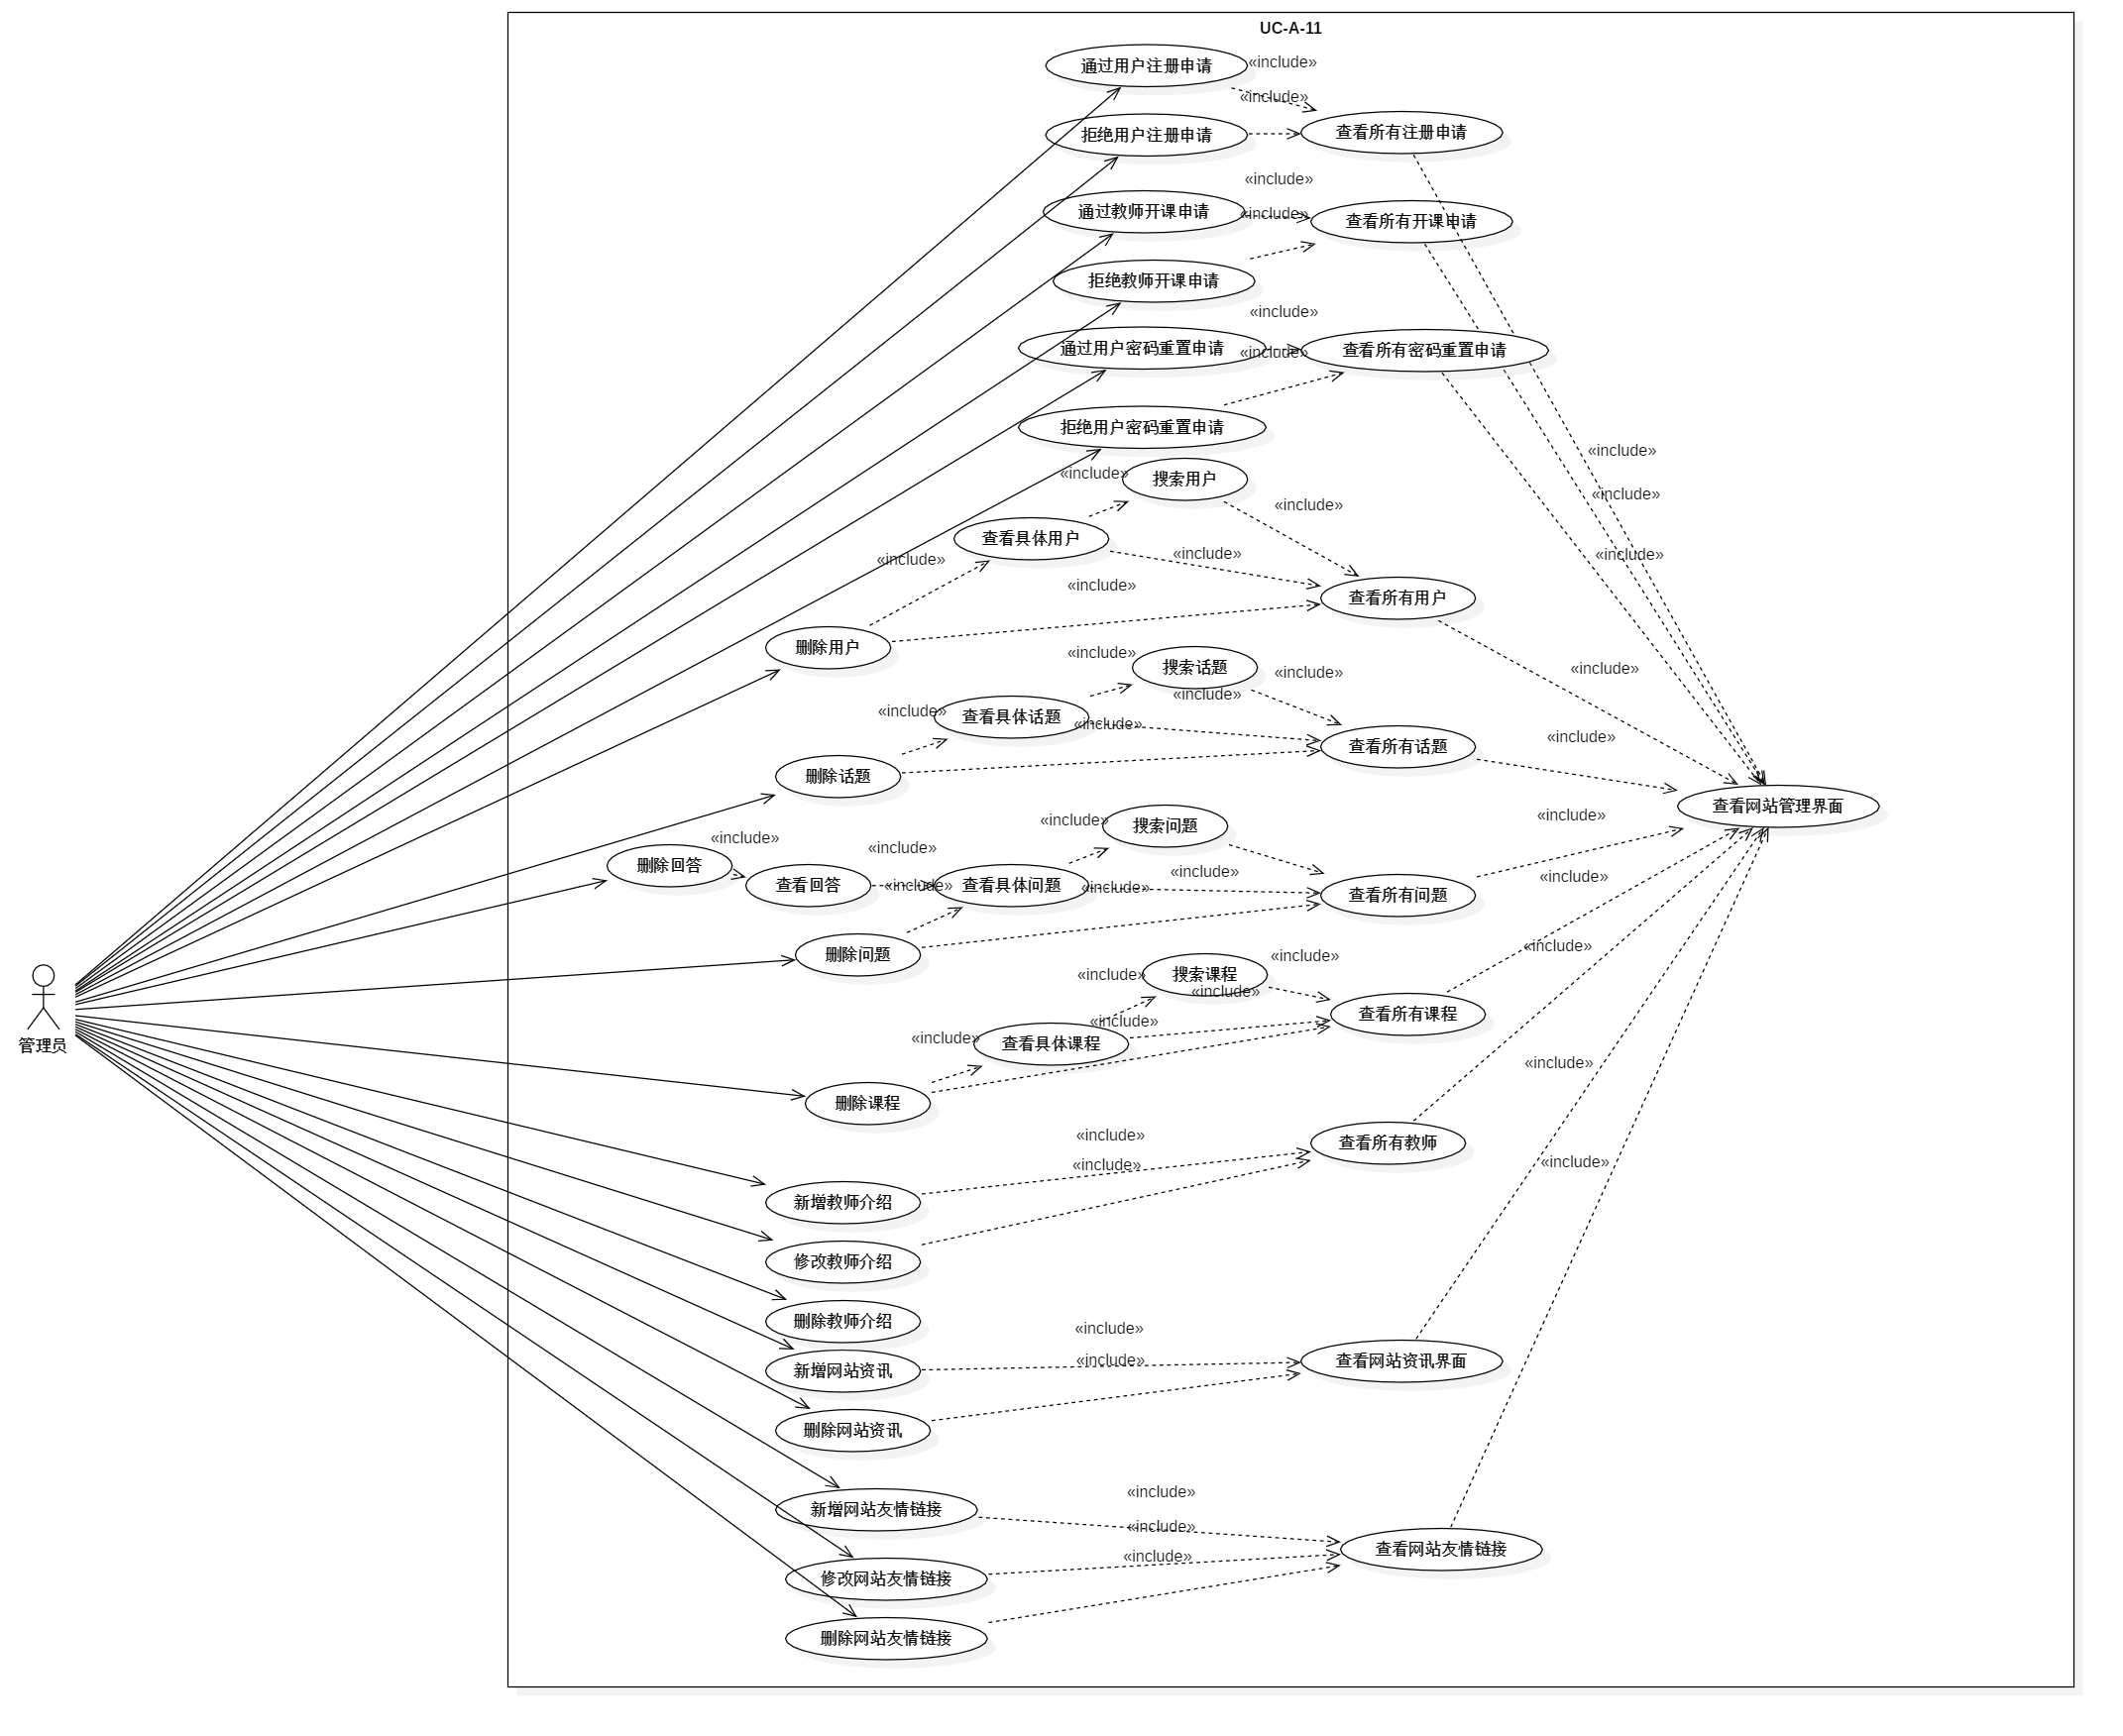 UC-A-11
通过用户注册申请
«include»
«include»
拒绝用户注册申请
查看所有注册申请
«include»
通过教师开课申请
«include»
查看所有开课申请
拒绝教师开课申请
«include»
通过用户密码重置申请
«include»
查看所有密码重置申请
拒绝用户密码重置申请
«include»
«include»
搜索用户
«include»
«include»
查看具体用户
«include»
«include»
«include»
«include»
查看所有用户
删除用户
«include»
搜索话题
«include»
«include»
«include»
«include»
查看具体话题
«include»
«include»
查看所有话题
删除话题
查看网站管理界面
«include»
«include»
搜索问题
«include»
«include»
删除回答
查看回答
«include»
查看具体问题
«include»
«include»
«include»
查看所有问题
删除问题
«include»
«include»
搜索课程
«include»
«include»
查看所有课程
«include»
«include»
查看具体课程
«include»
删除课程
管理员
«include»
查看所有教师
«include»
«include»
新增教师介绍
修改教师介绍
删除教师介绍
«include»
新增网站资讯
«include»
查看网站资讯界面
删除网站资讯
«include»
新增网站友情链接
«include»
查看网站友情链接
«include»
修改网站友情链接
删除网站友情链接